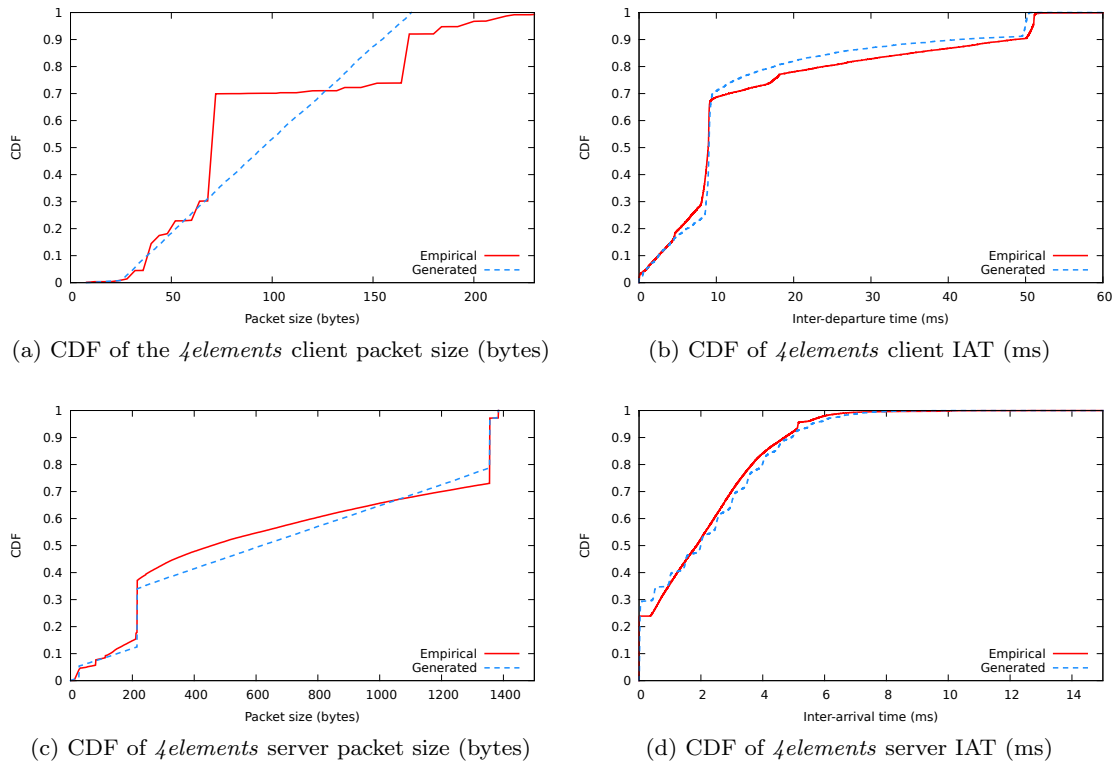 1
0.9
0.8
0.7
0.6
0.5
0.4
0.3
0.2
0.1
0
CDF
Empirical
Generated
0 50 100 150 200
Packet size (bytes)
(a) CDF of the 4elements client packet size (bytes)
1
0.9
0.8
0.7
0.6
0.5
0.4
0.3
0.2
0.1
0
CDF
Empirical
Generated
0 10 20 30 40 50 60
Inter-departure time (ms)
(b) CDF of 4elements client IAT (ms)
1
0.9
0.8
0.7
0.6
0.5
0.4
0.3
0.2
0.1
0
CDF
Empirical
Generated
0 200 400 600 800 1000 1200 1400
Packet size (bytes)
(c) CDF of 4elements server packet size (bytes)
1
0.9
0.8
0.7
0.6
0.5
0.4
0.3
0.2
0.1
0
CDF
Empirical
Generated
0 2 4 6 8 10 12 14
Inter-arrival time (ms)
(d) CDF of 4elements server IAT (ms)